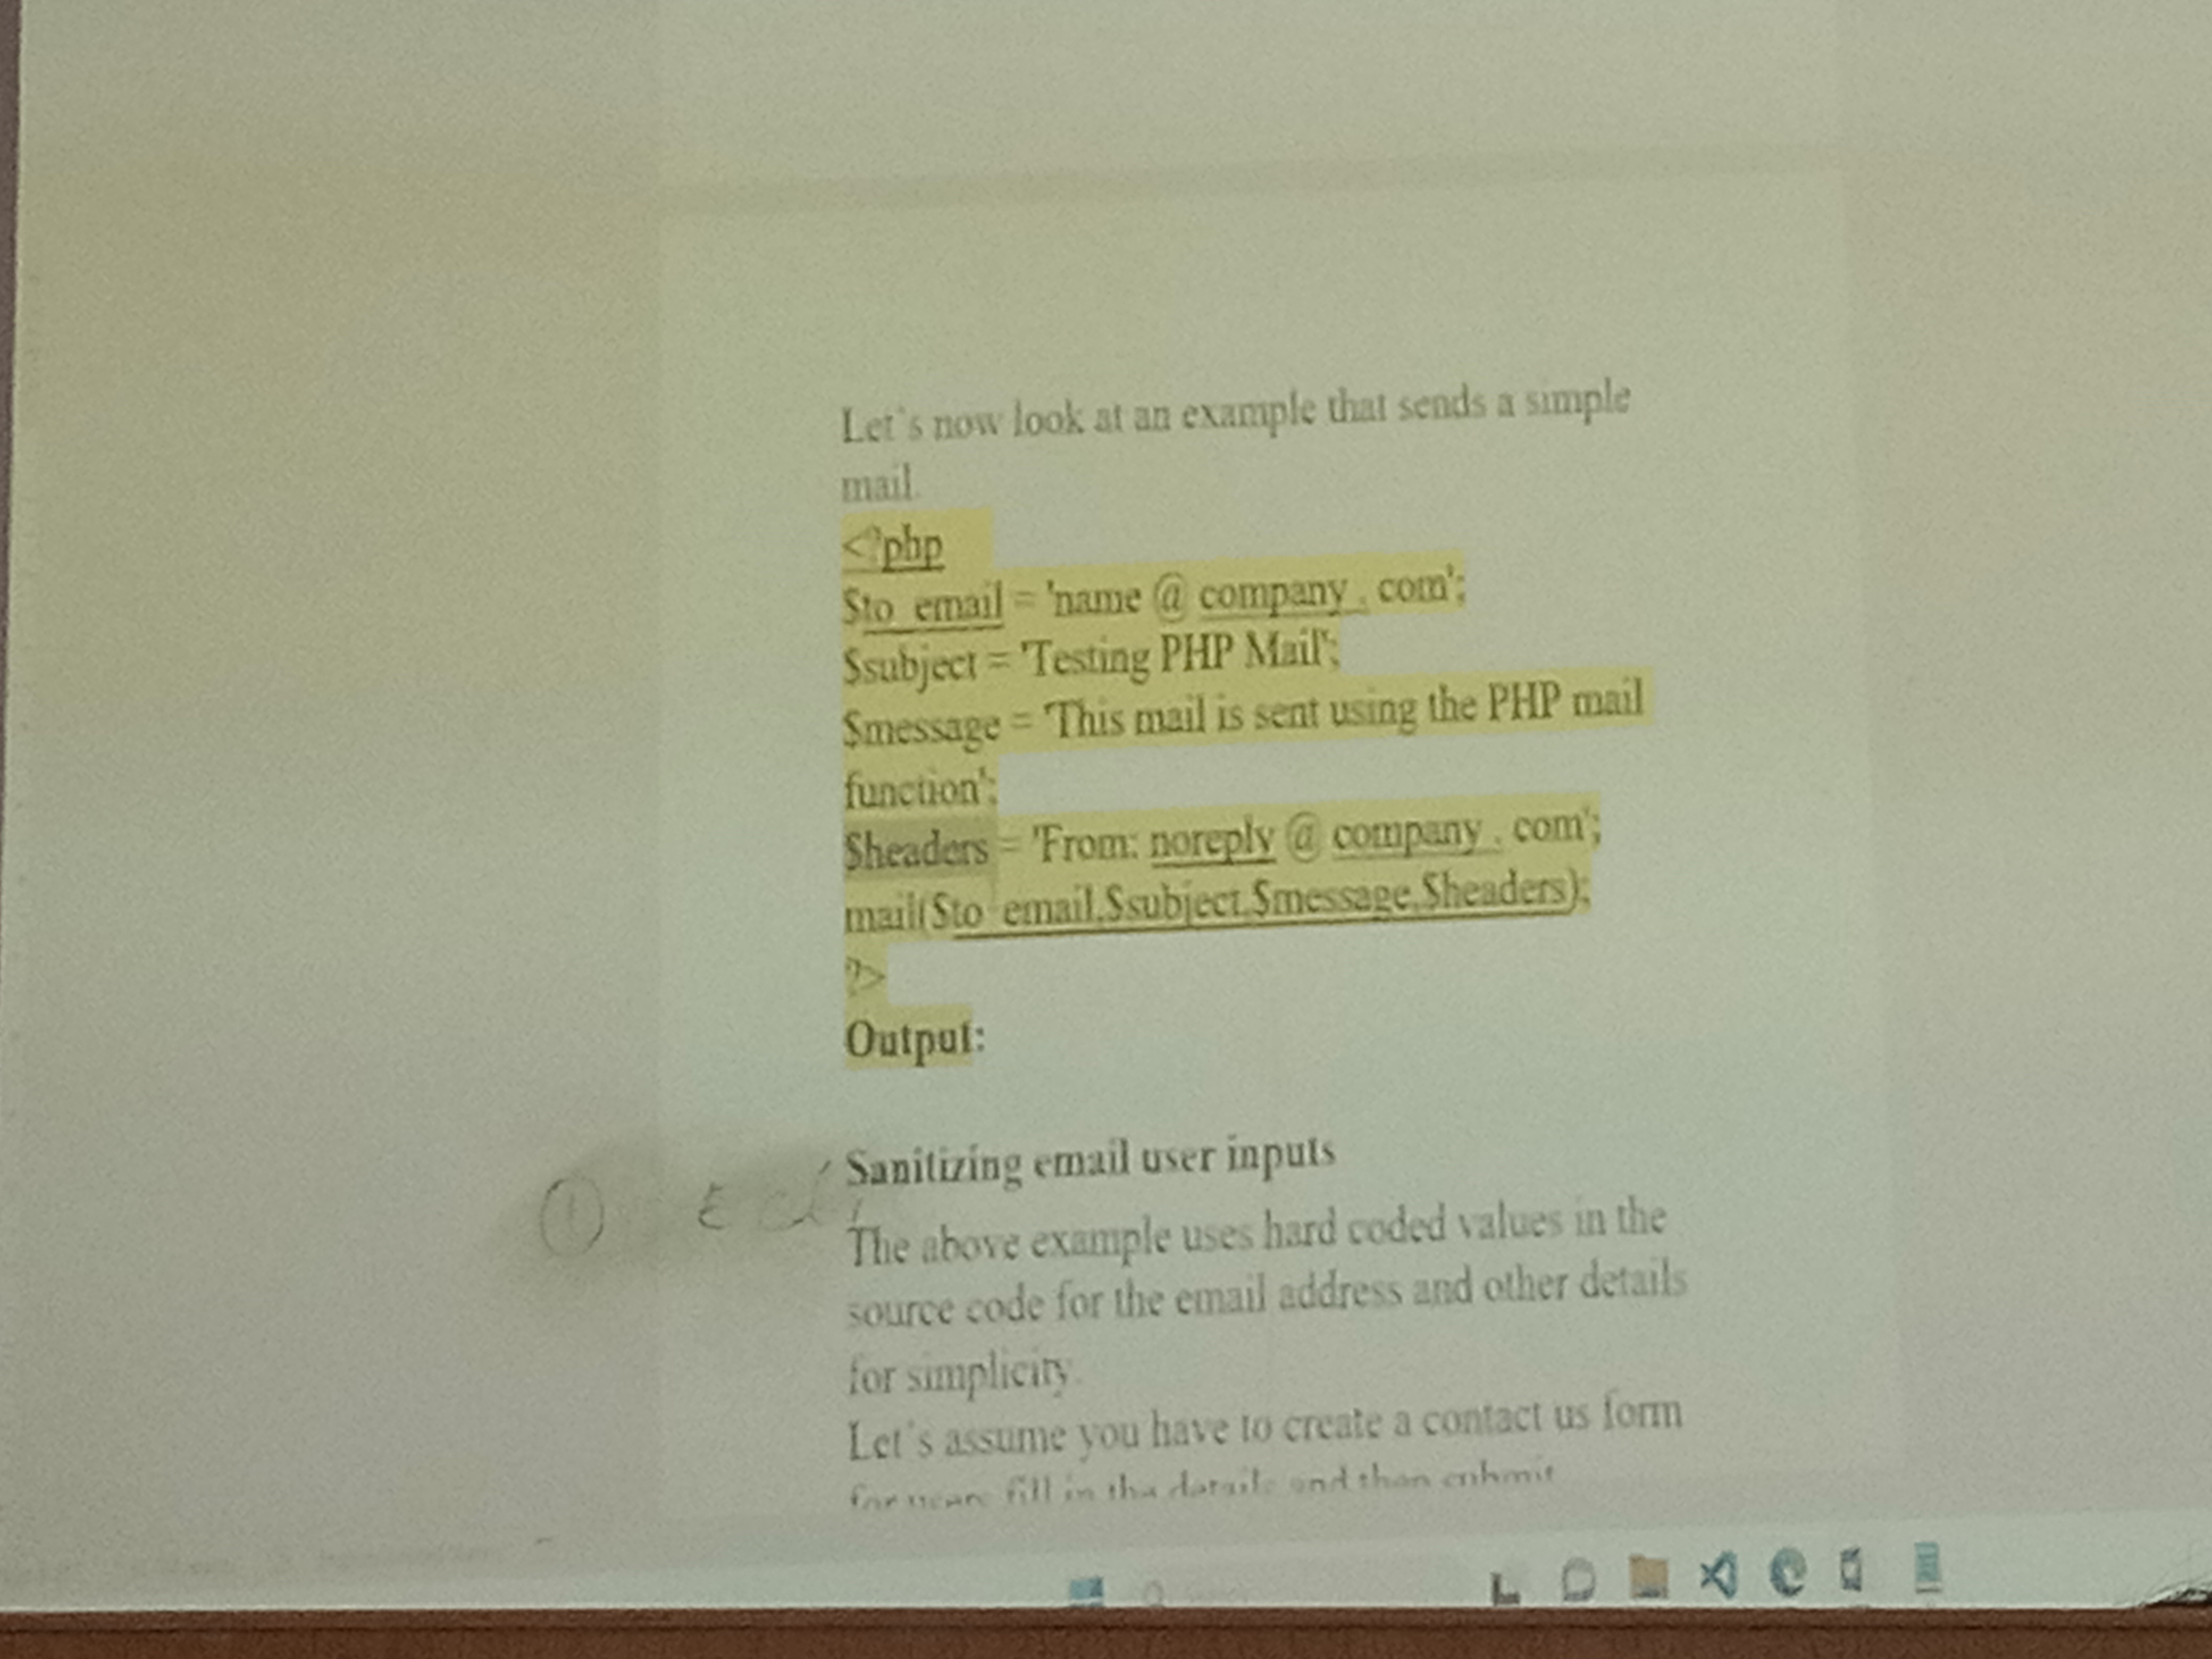 Let's now look at an example that sends a simple
mail.
<?php
$to_email = 'name @ company . com';
$subject = 'Testing PHP Mail';
$message = 'This mail is sent using the PHP mail
function';
$headers = 'From: noreply @ company . com';
mail($to_email,$subject,$message,$headers);
?>
Output:
Sanitizing email user inputs
The above example uses hard coded values in the
source code for the email address and other details
for simplicity.
Let's assume you have to create a contact us form
for users fill in the details and then submit